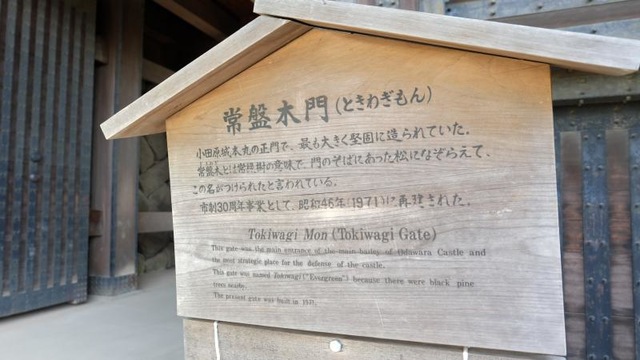 常盤木門(ときわぎもん)
小田原城本丸の正門で、最も大きく堅固に造られていた。
常盤木とは常緑樹の意味で、門のそばにあった松になぞらえて、
この名がつけられたと言われている。
市制30周年事業として、昭和46年(1971)に再建された。
Tokiwagi Mon (Tokiwagi Gate)
This gate was the main entrance of the main bailey of Odawara Castle and
the most strategic place for the defense of the castle.
This gate was named Tokiwagi ("Evergreen") because there were black pine
trees nearby.
The present gate was built in 1971.